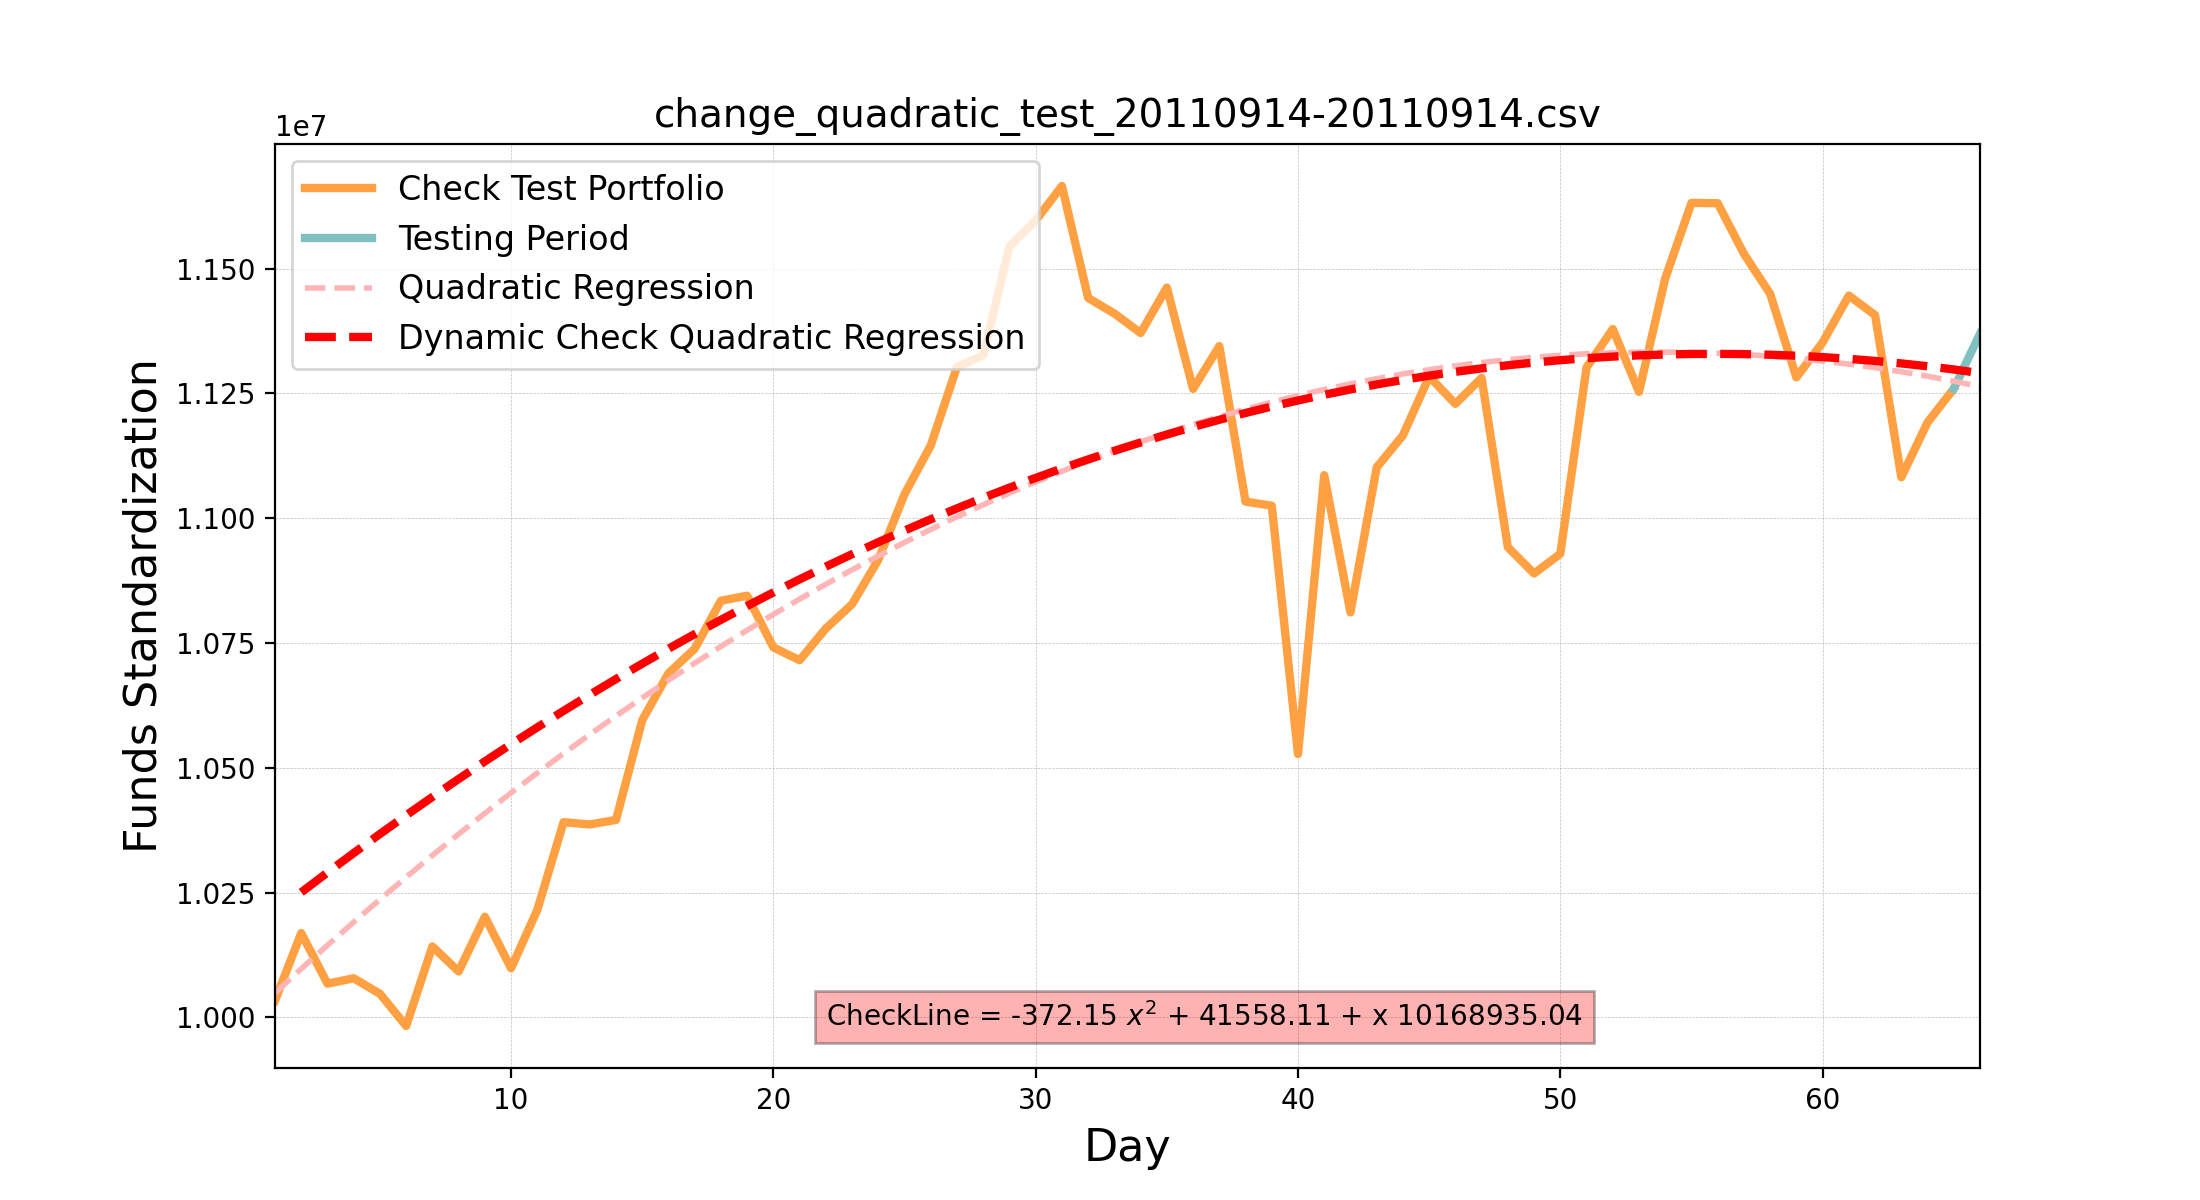 change_quadratic_test_20110914-20110914.csv
1e7
Check Test Portfolio
Testing Period
Quadratic Regression
Dynamic Check Quadratic Regression
Funds Standardization
1.150
1.125
1.100
1.075
1.050
1.025
1.000
CheckLine = -372.15 x² + 41558.11 + x 10168935.04
10 20 30 40 50 60
Day